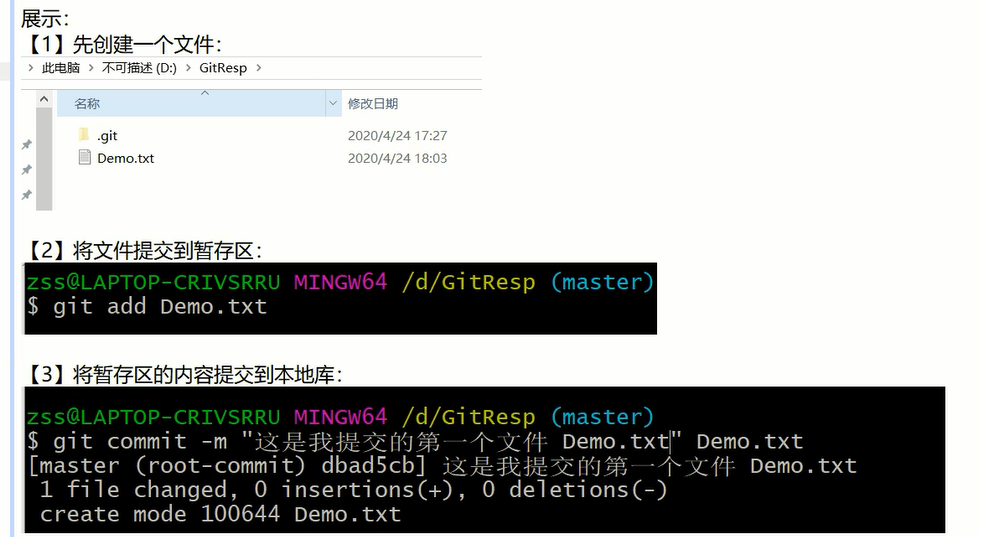 展示：
【1】先创建一个文件：
此电脑 > 不可描述 (D:) > GitResp >
名称 修改日期
.git 2020/4/24 17:27
Demo.txt 2020/4/24 18:03
【2】将文件提交到暂存区：
zss@LAPTOP-CRIVSRRU MINGW64 /d/GitResp (master)
$ git add Demo.txt
【3】将暂存区的内容提交到本地库：
zss@LAPTOP-CRIVSRRU MINGW64 /d/GitResp (master)
$ git commit -m "这是我提交的第一个文件 Demo.txt" Demo.txt
[master (root-commit) dbad5cb] 这是我提交的第一个文件 Demo.txt
1 file changed, 0 insertions(+), 0 deletions(-)
create mode 100644 Demo.txt